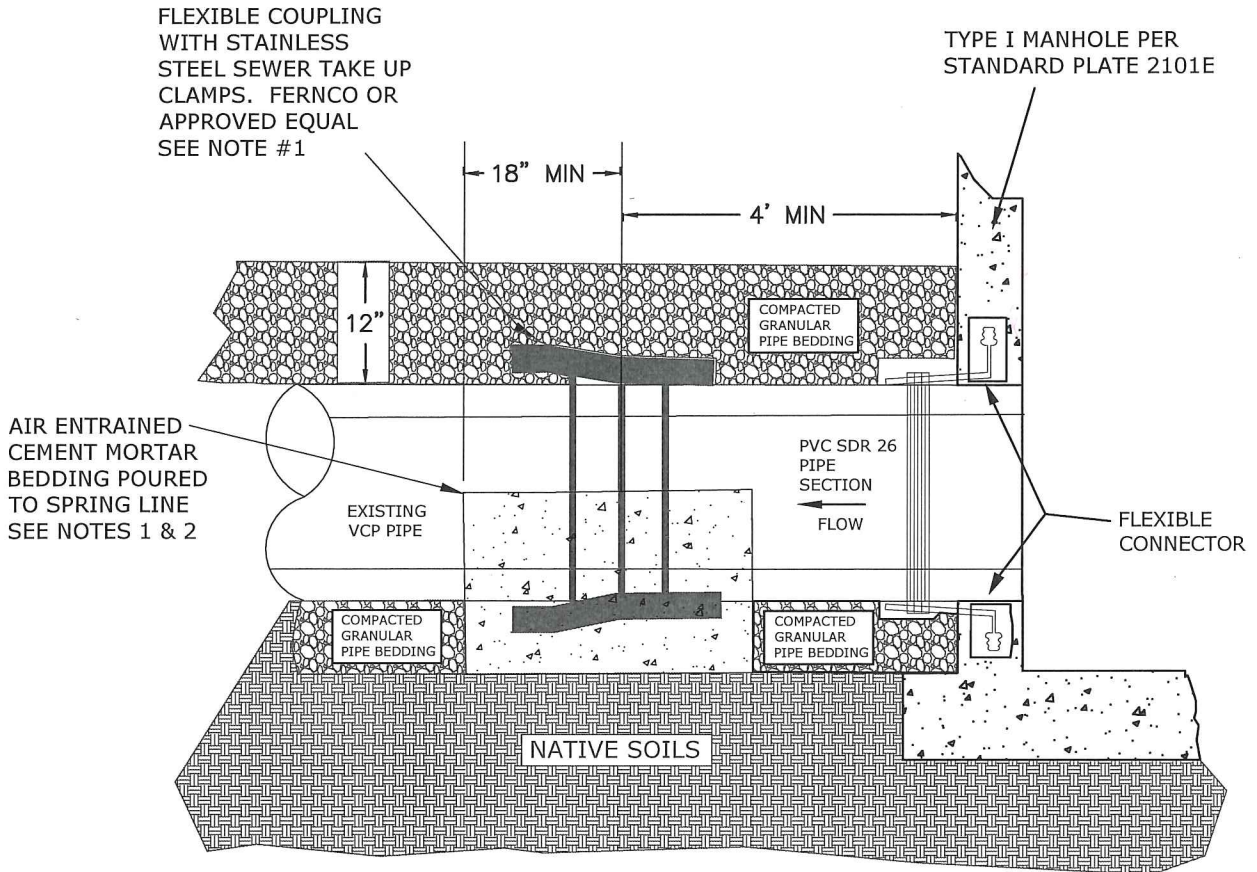 FLEXIBLE COUPLING
WITH STAINLESS
STEEL SEWER TAKE UP
CLAMPS. FERNCO OR
APPROVED EQUAL
SEE NOTE #1
TYPE I MANHOLE PER
STANDARD PLATE 2101E
18" MIN
4' MIN
12"
COMPACTED
GRANULAR
PIPE BEDDING
AIR ENTRAINED
CEMENT MORTAR
BEDDING POURED
TO SPRING LINE
SEE NOTES 1 & 2
EXISTING
VCP PIPE
PVC SDR 26
PIPE
SECTION
FLOW
FLEXIBLE
CONNECTOR
COMPACTED
GRANULAR
PIPE BEDDING
COMPACTED
GRANULAR
PIPE BEDDING
NATIVE SOILS